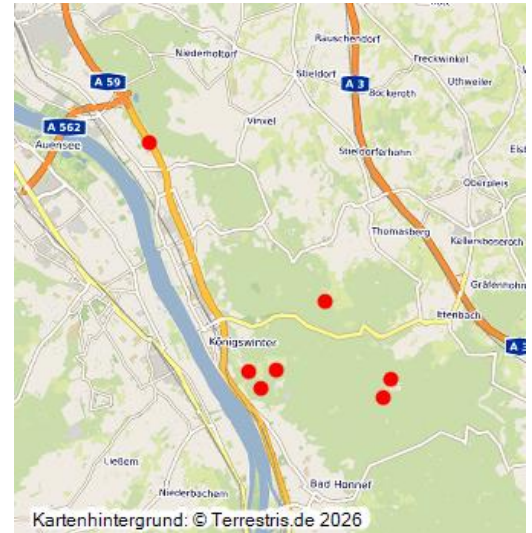 Rauschendorf
Niederholtorf
Freckwinkel
Stieldorf
A 59
A 3
Uthweiler
Bockeroth
Vinxel
A 562
Auensee
Stieldorferhohn
Oberpleis
Thomasberg
Kellersboseroth
Gräfenhohn
Ittenbach
Königswinter
A 3
Ließem
Bad Honnef
Niederbachem
Kartenhintergrund: © Terrestris.de 2026